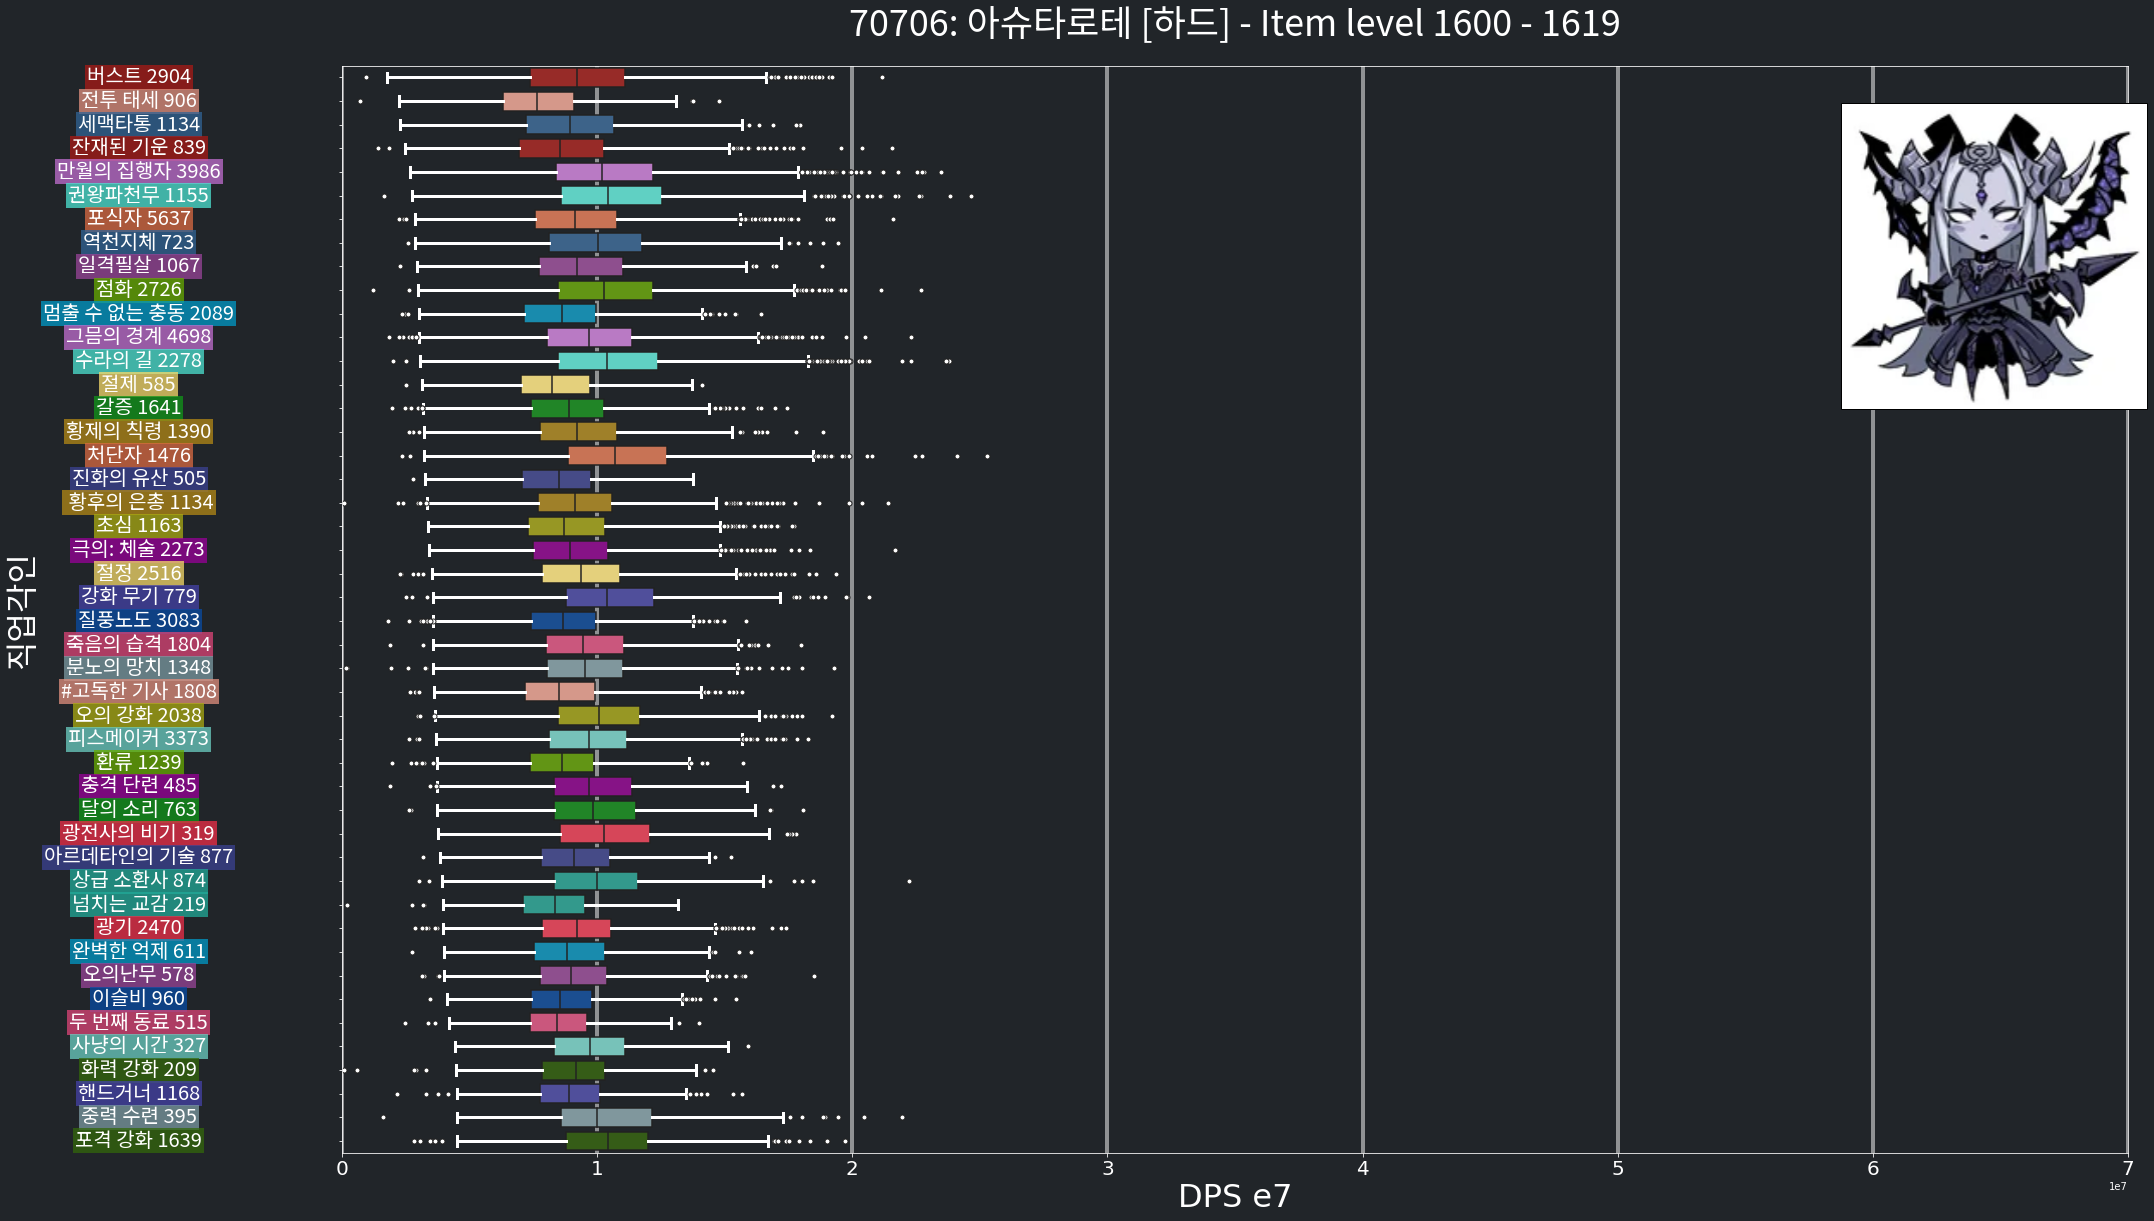 70706: 아슈타로테 [하드] - Item level 1600 - 1619
버스트 2904
전투 태세 906
세맥타통 1134
잔재된 기운 839
만월의 집행자 3986
권왕파천무 1155
포식자 5637
역천지체 723
일격필살 1067
점화 2726
멈출 수 없는 충동 2089
그믐의 경계 4698
수라의 길 2278
절제 585
갈증 1641
황제의 칙령 1390
처단자 1476
진화의 유산 505
황후의 은총 1134
초심 1163
극의: 체술 2273
절정 2516
강화 무기 779
질풍노도 3083
죽음의 습격 1804
분노의 망치 1348
#고독한 기사 1808
오의 강화 2038
피스메이커 3373
환류 1239
충격 단련 485
달의 소리 763
광전사의 비기 319
아르데타인의 기술 877
상급 소환사 874
넘치는 교감 219
광기 2470
완벽한 억제 611
오의난무 578
이슬비 960
두 번째 동료 515
사냥의 시간 327
화력 강화 209
핸드거너 1168
중력 수련 395
포격 강화 1639
직업각인
0 1 2 3 4 5 6 7
1e7
DPS e7